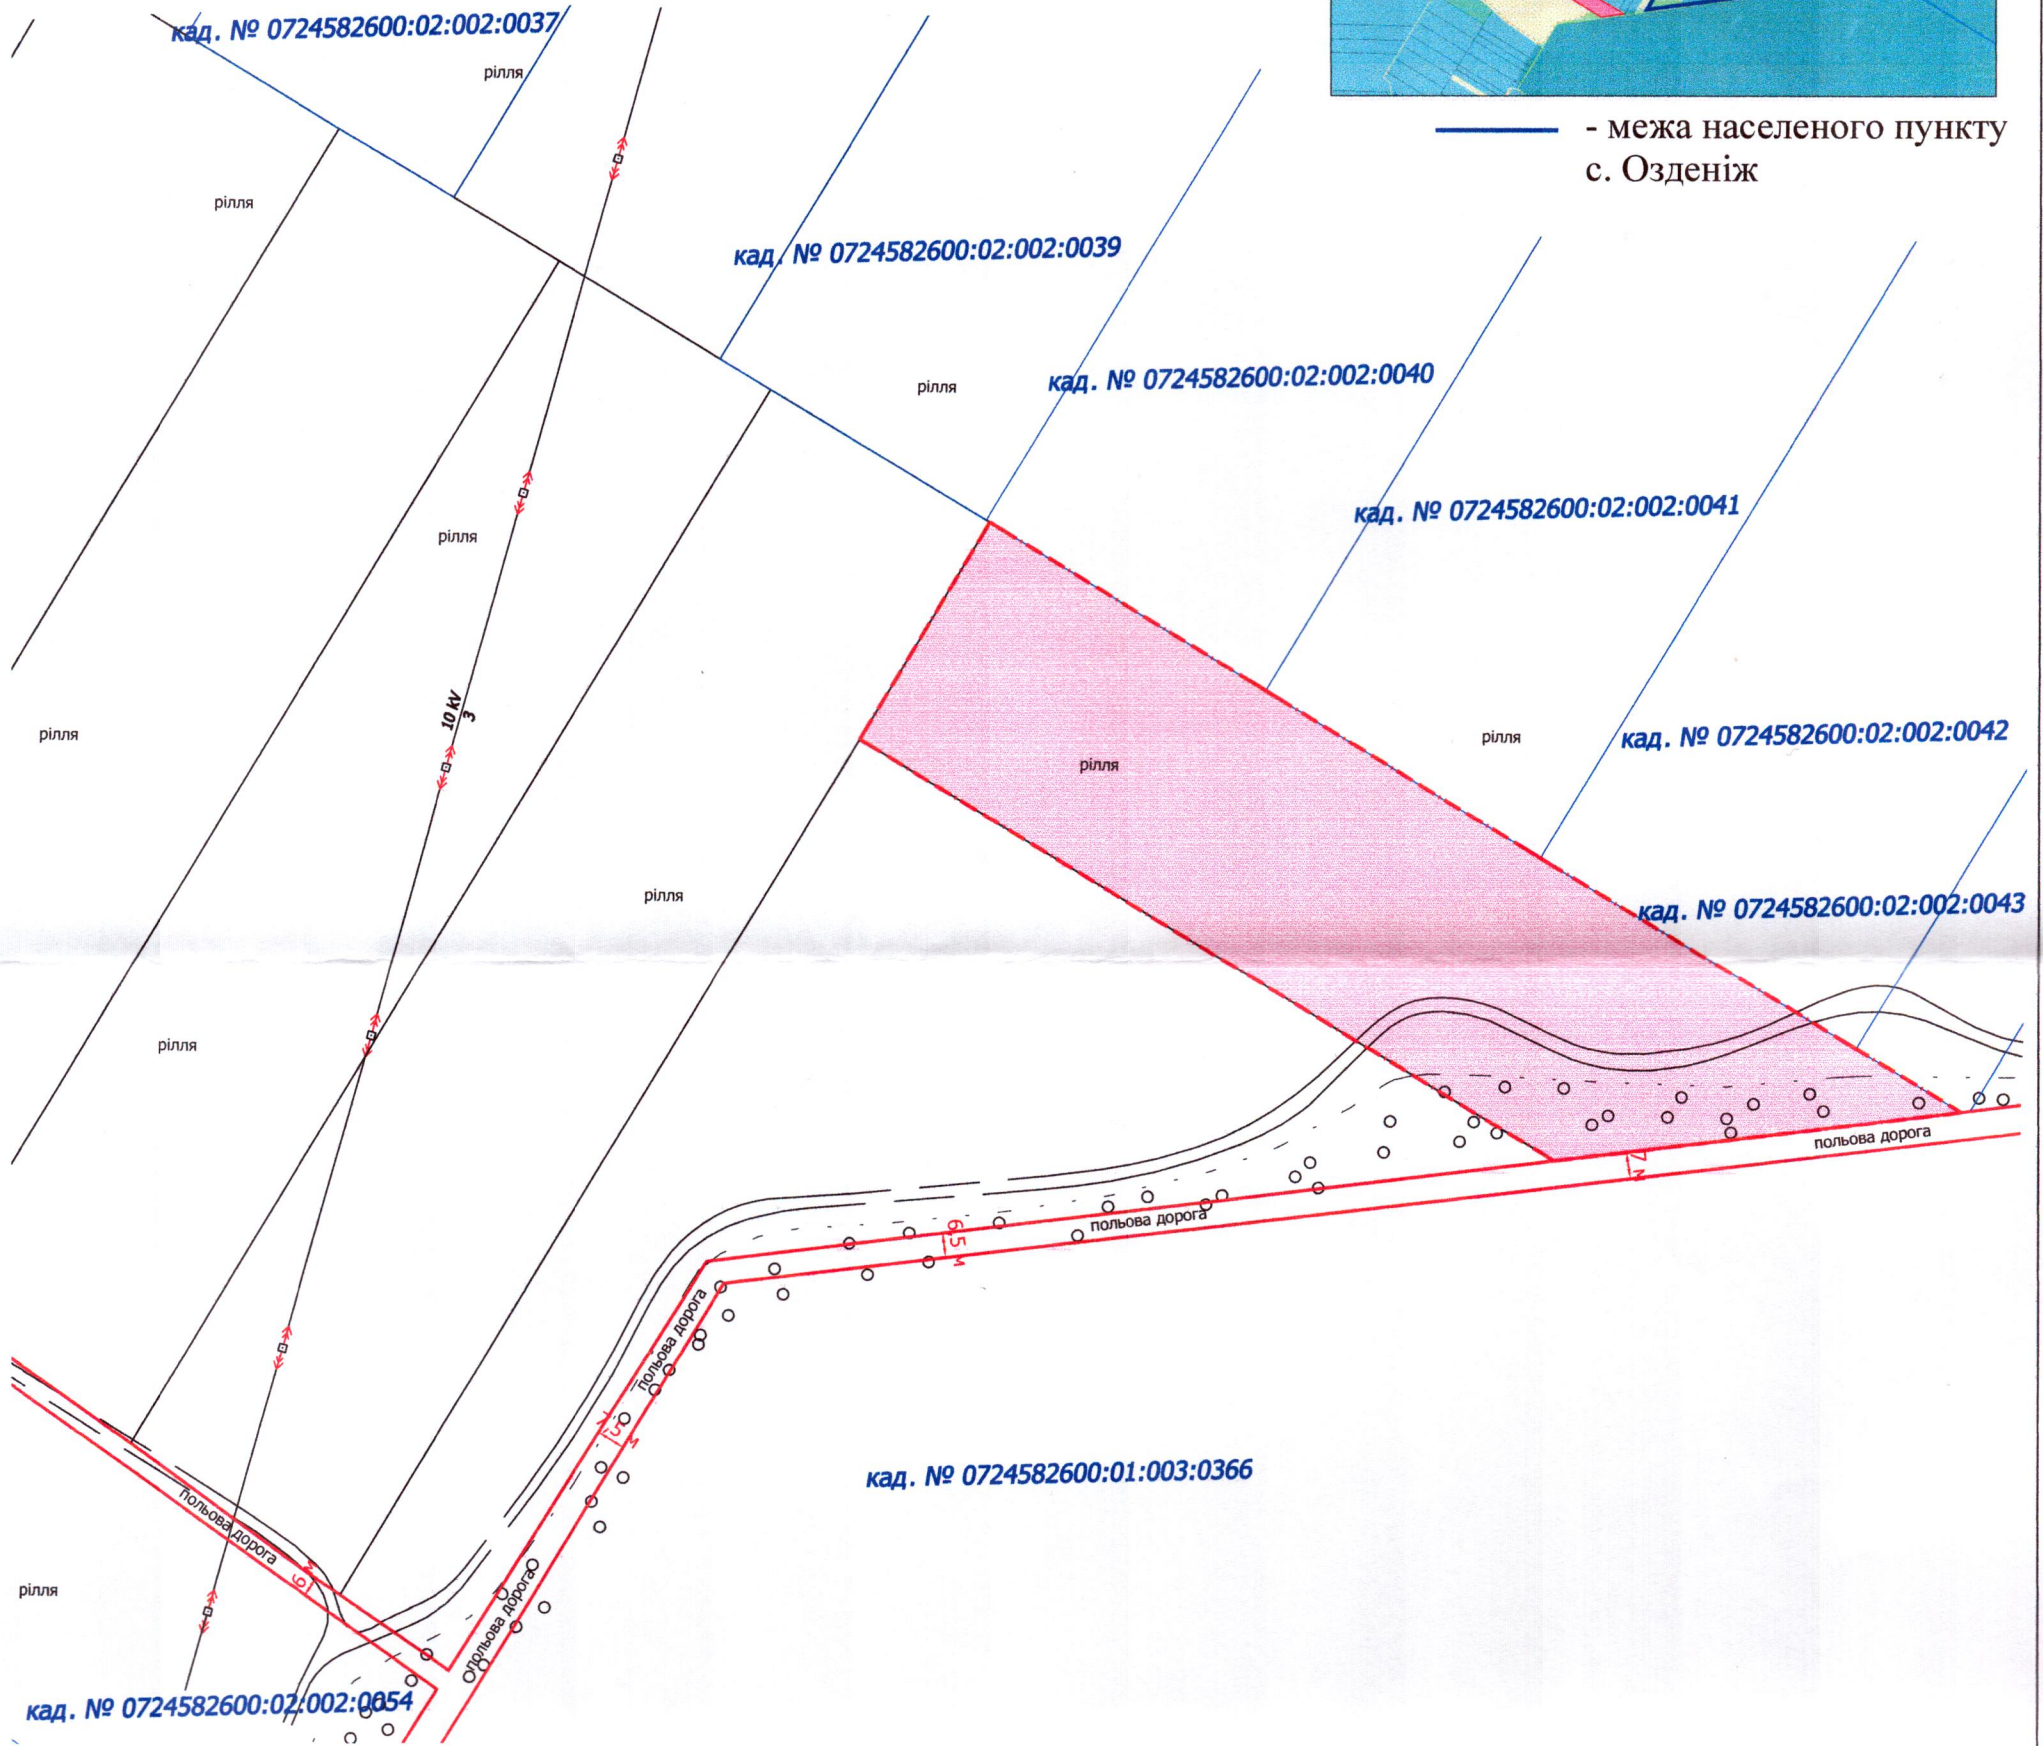 кад. № 0724582600:02:002:0037
рілля
- межа населеного пункту
с. Озденіж
рілля
кад. № 0724582600:02:002:0039
кад. № 0724582600:02:002:0040
рілля
кад. № 0724582600:02:002:0041
рілля
10 kV
3
рілля
рілля
кад. № 0724582600:02:002:0042
рілля
рілля
кад. № 0724582600:02:002:0043
рілля
польова дорога
7 м
польова дорога
6,5 м
польова дорога
5 м
кад. № 0724582600:01:003:0366
польова дорога
6 м
рілля
польова дорога
кад. № 0724582600:02:002:0054